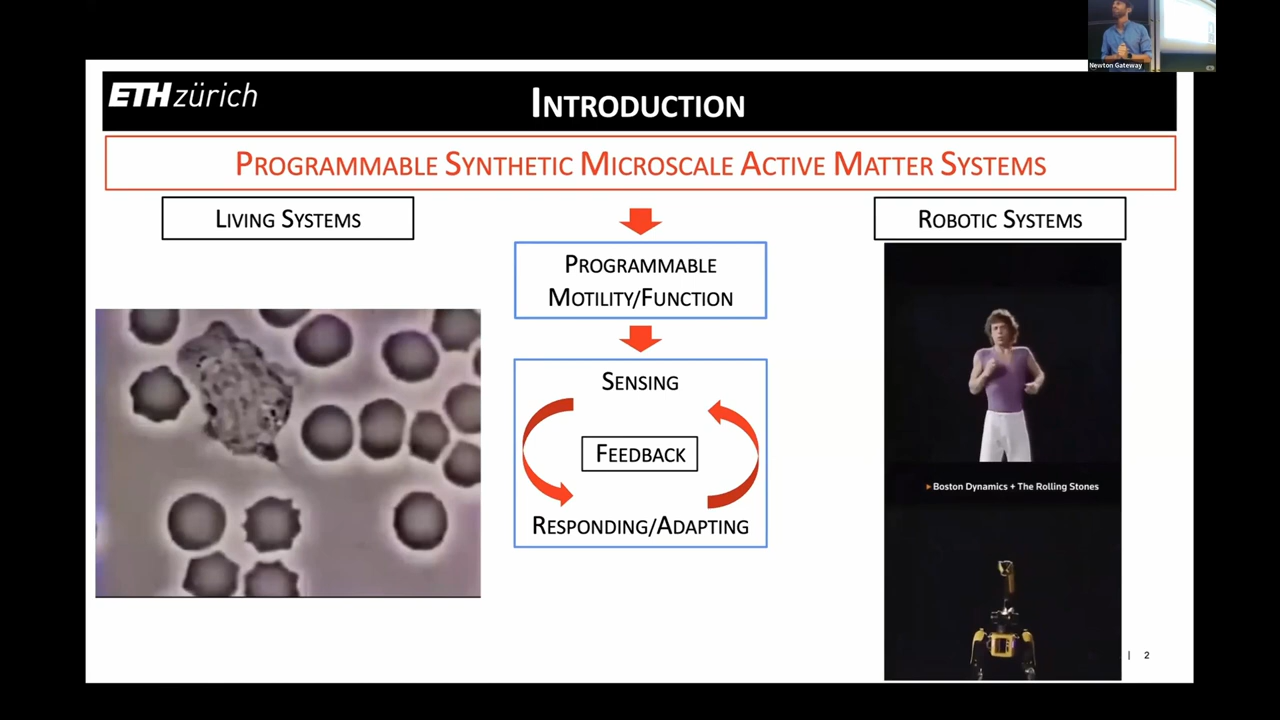 Newton Gateway
ETH zürich
INTRODUCTION
PROGRAMMABLE SYNTHETIC MICROSCALE ACTIVE MATTER SYSTEMS
LIVING SYSTEMS
PROGRAMMABLE
MOTILITY/FUNCTION
SENSING
FEEDBACK
RESPONDING/ADAPTING
ROBOTIC SYSTEMS
Boston Dynamics + The Rolling Stones
| 2